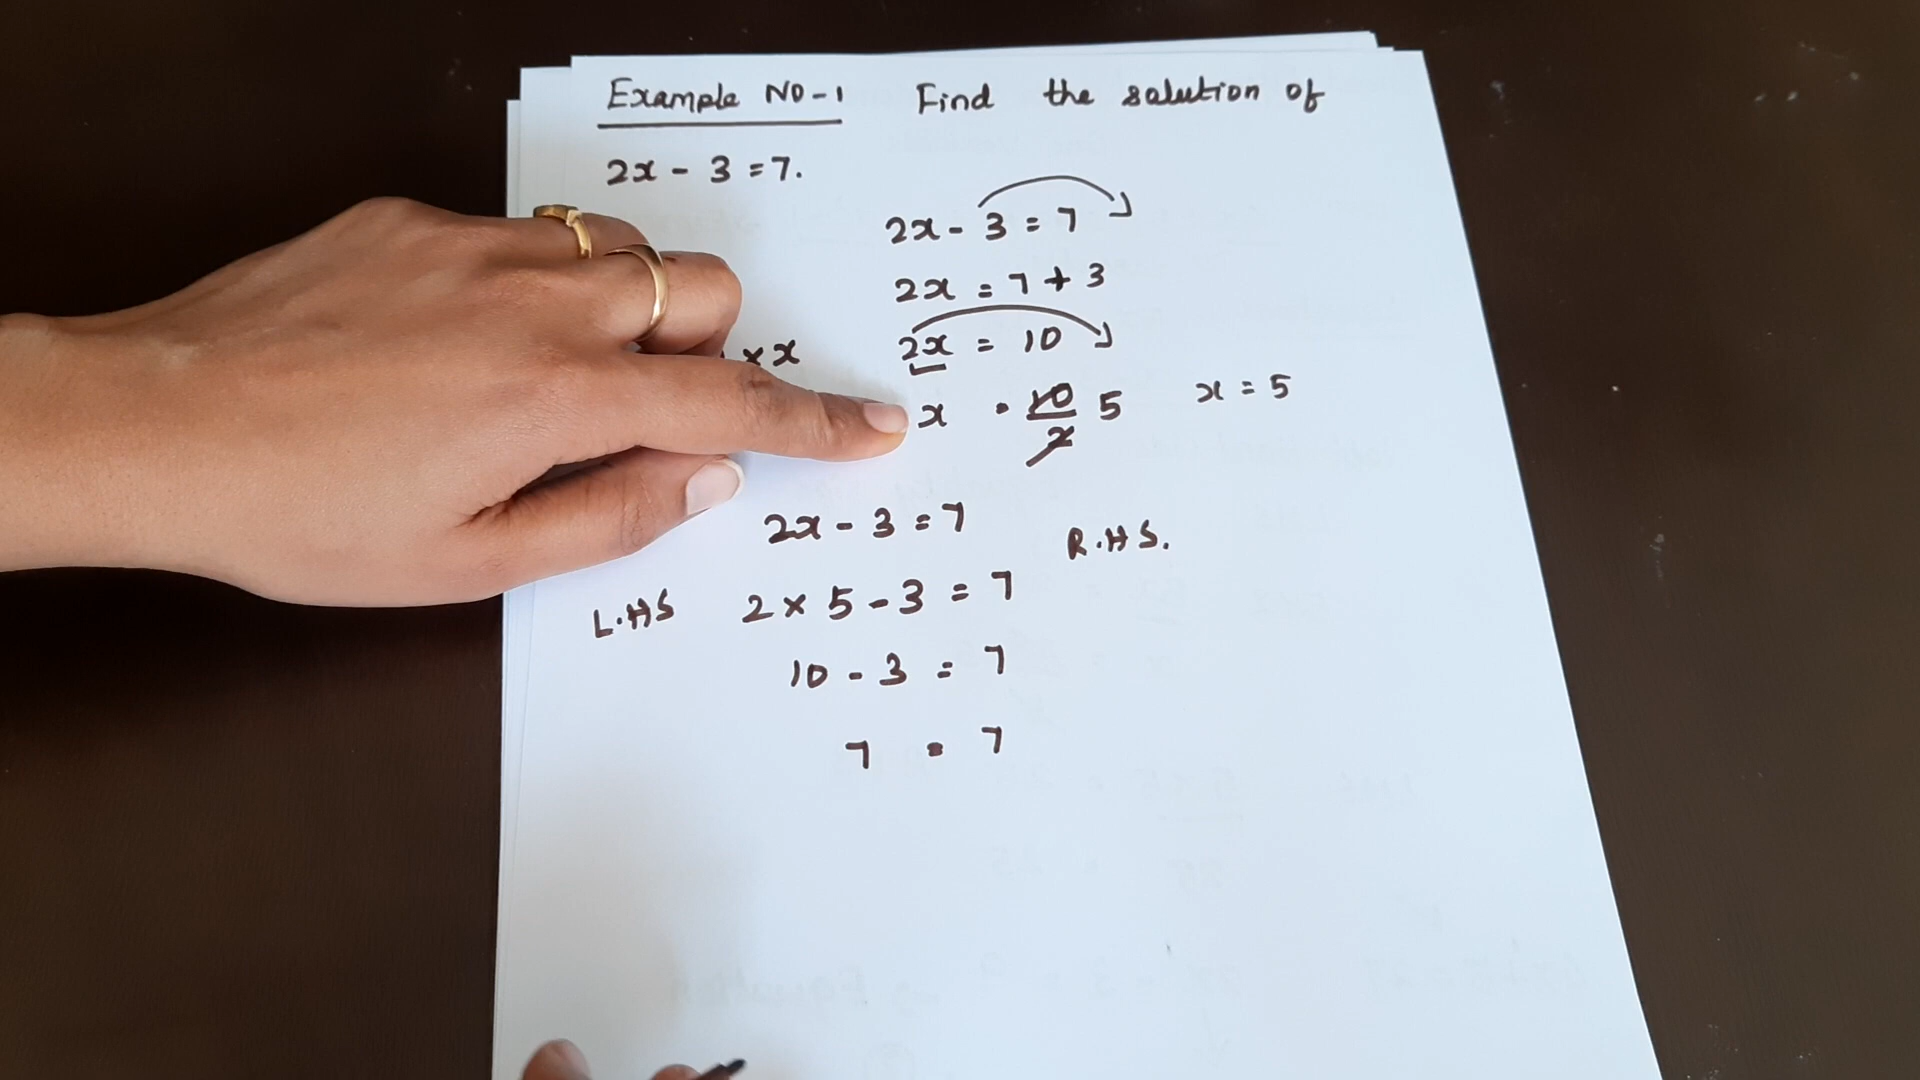 Example NO-1 Find the solution of
2x - 3 = 7.
2x - 3 = 7
2x = 7 + 3
2x = 10
× x
x = 10/2 5 x = 5
2x - 3 = 7
R.H.S.
L.HS 2 × 5 - 3 = 7
10 - 3 = 7
7 = 7